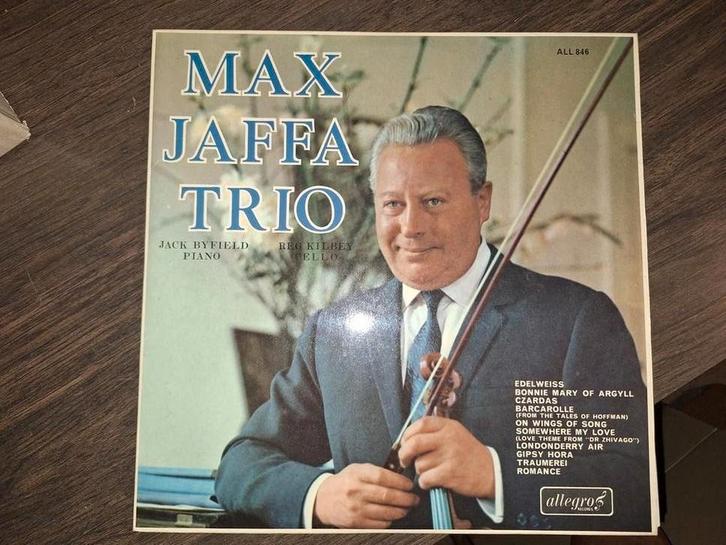 ALL 846
MAX
JAFFA
TRIO
JACK BYFIELD
PIANO
REG KILBEY
CELLO
EDELWEISS
BONNIE MARY OF ARGYLL
CZARDAS
BARCAROLLE
(FROM THE TALES OF HOFFMAN)
ON WINGS OF SONG
SOMEWHERE MY LOVE
(LOVE THEME FROM "DR ZHIVAGO")
LONDONDERRY AIR
GIPSY HORA
TRAUMEREI
ROMANCE
allegro
RECORDS